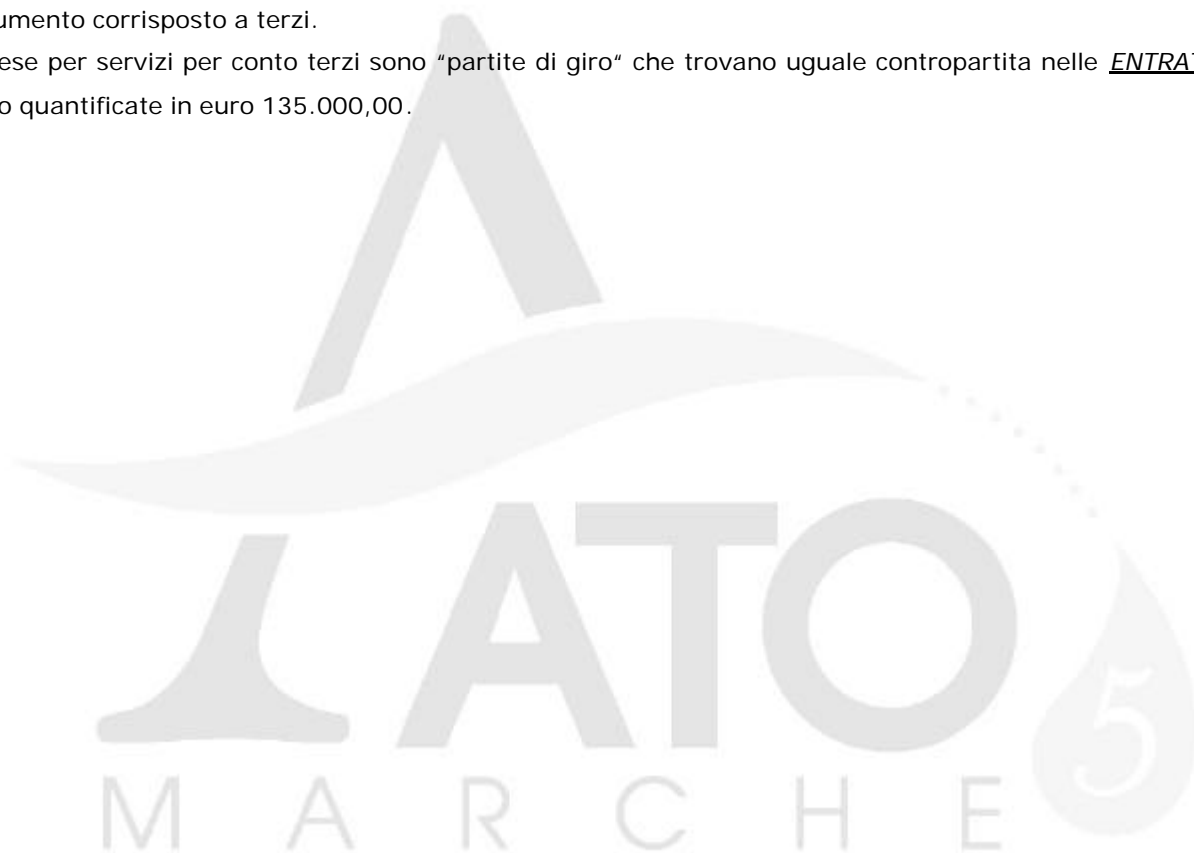 umento corrisposto a terzi.
ese per servizi per conto terzi sono "partite di giro" che trovano uguale contropartita nelle ENTRAT
o quantificate in euro 135.000,00.
ATO
5
MARCHE